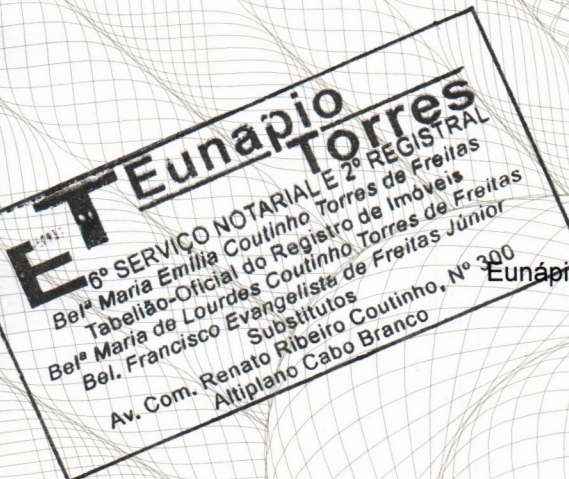 ET Eunapio
Torres
6º SERVIÇO NOTARIAL E 2º REGISTRAL
Belª Maria Emília Coutinho Torres de Freitas
Tabelião-Oficial do Registro de Imóveis
Belª Maria de Lourdes Coutinho Torres de Freitas
Bel. Francisco Evangelista de Freitas Júnior
Substitutos
Av. Com. Renato Ribeiro Coutinho, Nº 300
Altiplano Cabo Branco
Eunápi